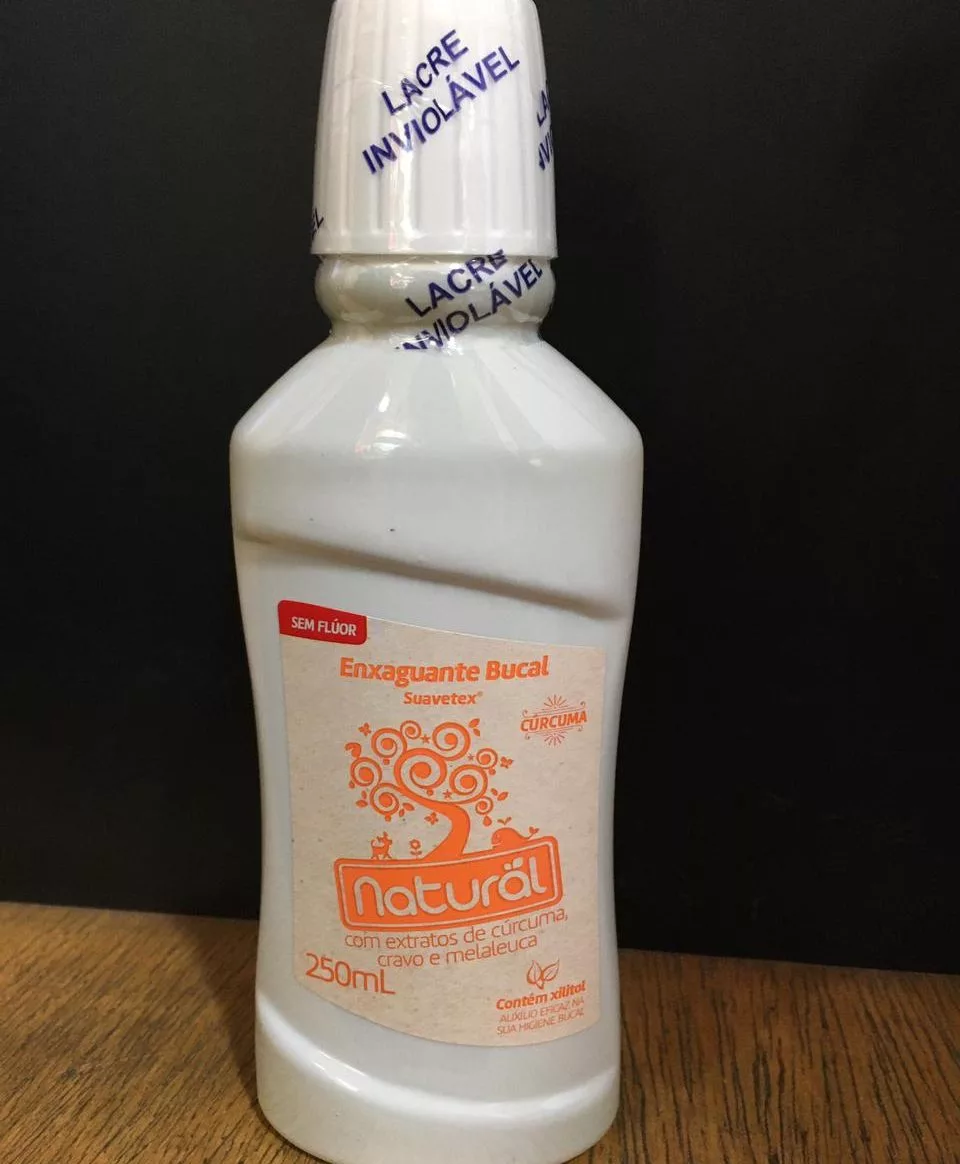 LACRE
INVIOLÁVEL
LACRE
INVIOLÁVEL
SEM FLÚOR
Enxaguante Bucal
Suavetex®
CÚRCUMA
Naturäl
com extratos de cúrcuma,
cravo e melaleuca
250mL
Contém xilitol
AUXÍLIO EFICAZ NA
SUA HIGIENE BUCAL